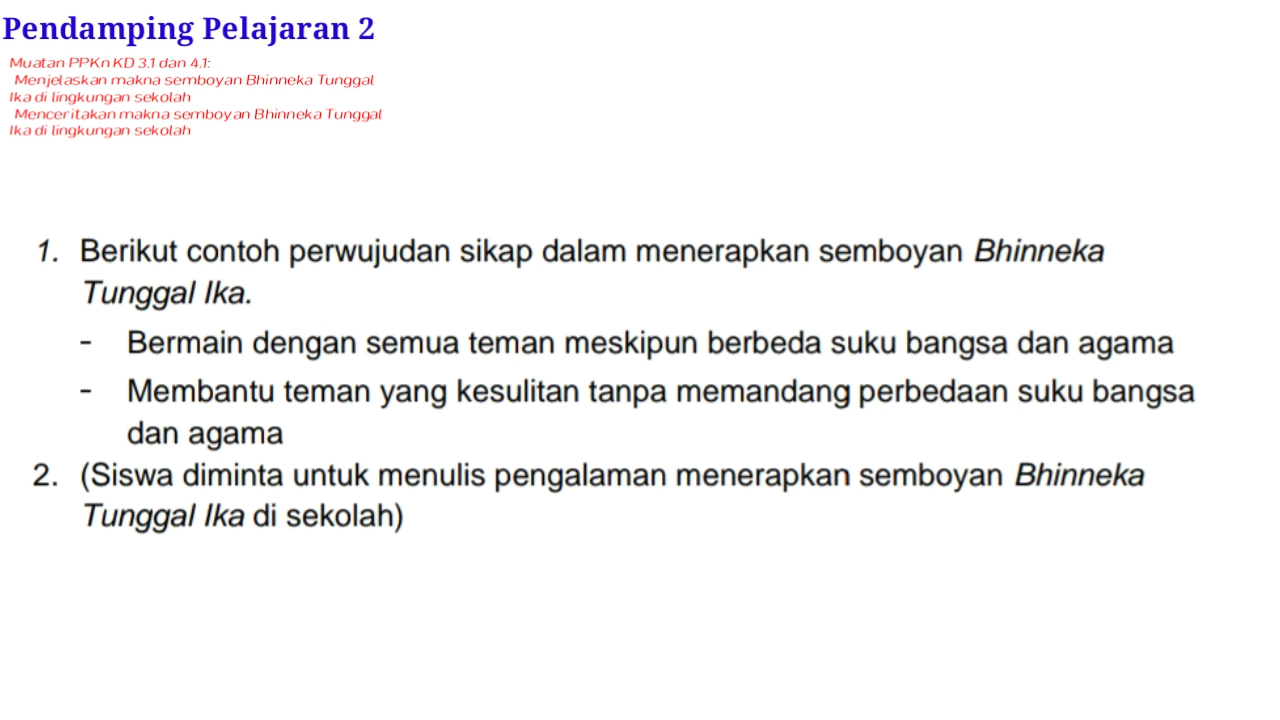 Pendamping Pelajaran 2
Muatan PPKn KD 3.1 dan 4.1:
Menjelaskan makna semboyan Bhinneka Tunggal
Ika di lingkungan sekolah
Menceritakan makna semboyan Bhinneka Tunggal
Ika di lingkungan sekolah
1. Berikut contoh perwujudan sikap dalam menerapkan semboyan Bhinneka
Tunggal Ika.
- Bermain dengan semua teman meskipun berbeda suku bangsa dan agama
- Membantu teman yang kesulitan tanpa memandang perbedaan suku bangsa
dan agama
2. (Siswa diminta untuk menulis pengalaman menerapkan semboyan Bhinneka
Tunggal Ika di sekolah)